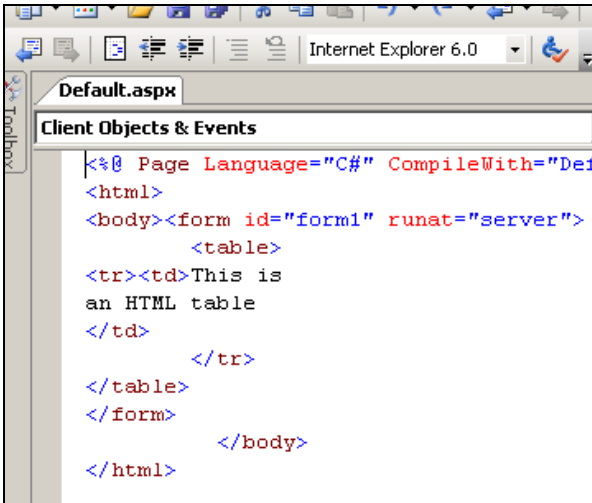 Internet Explorer 6.0
Toolbox
Default.aspx
Client Objects & Events
<%@ Page Language="C#" CompileWith="Def
<html>
<body><form id="form1" runat="server">
<table>
<tr><td>This is
an HTML table
</td>
</tr>
</table>
</form>
</body>
</html>